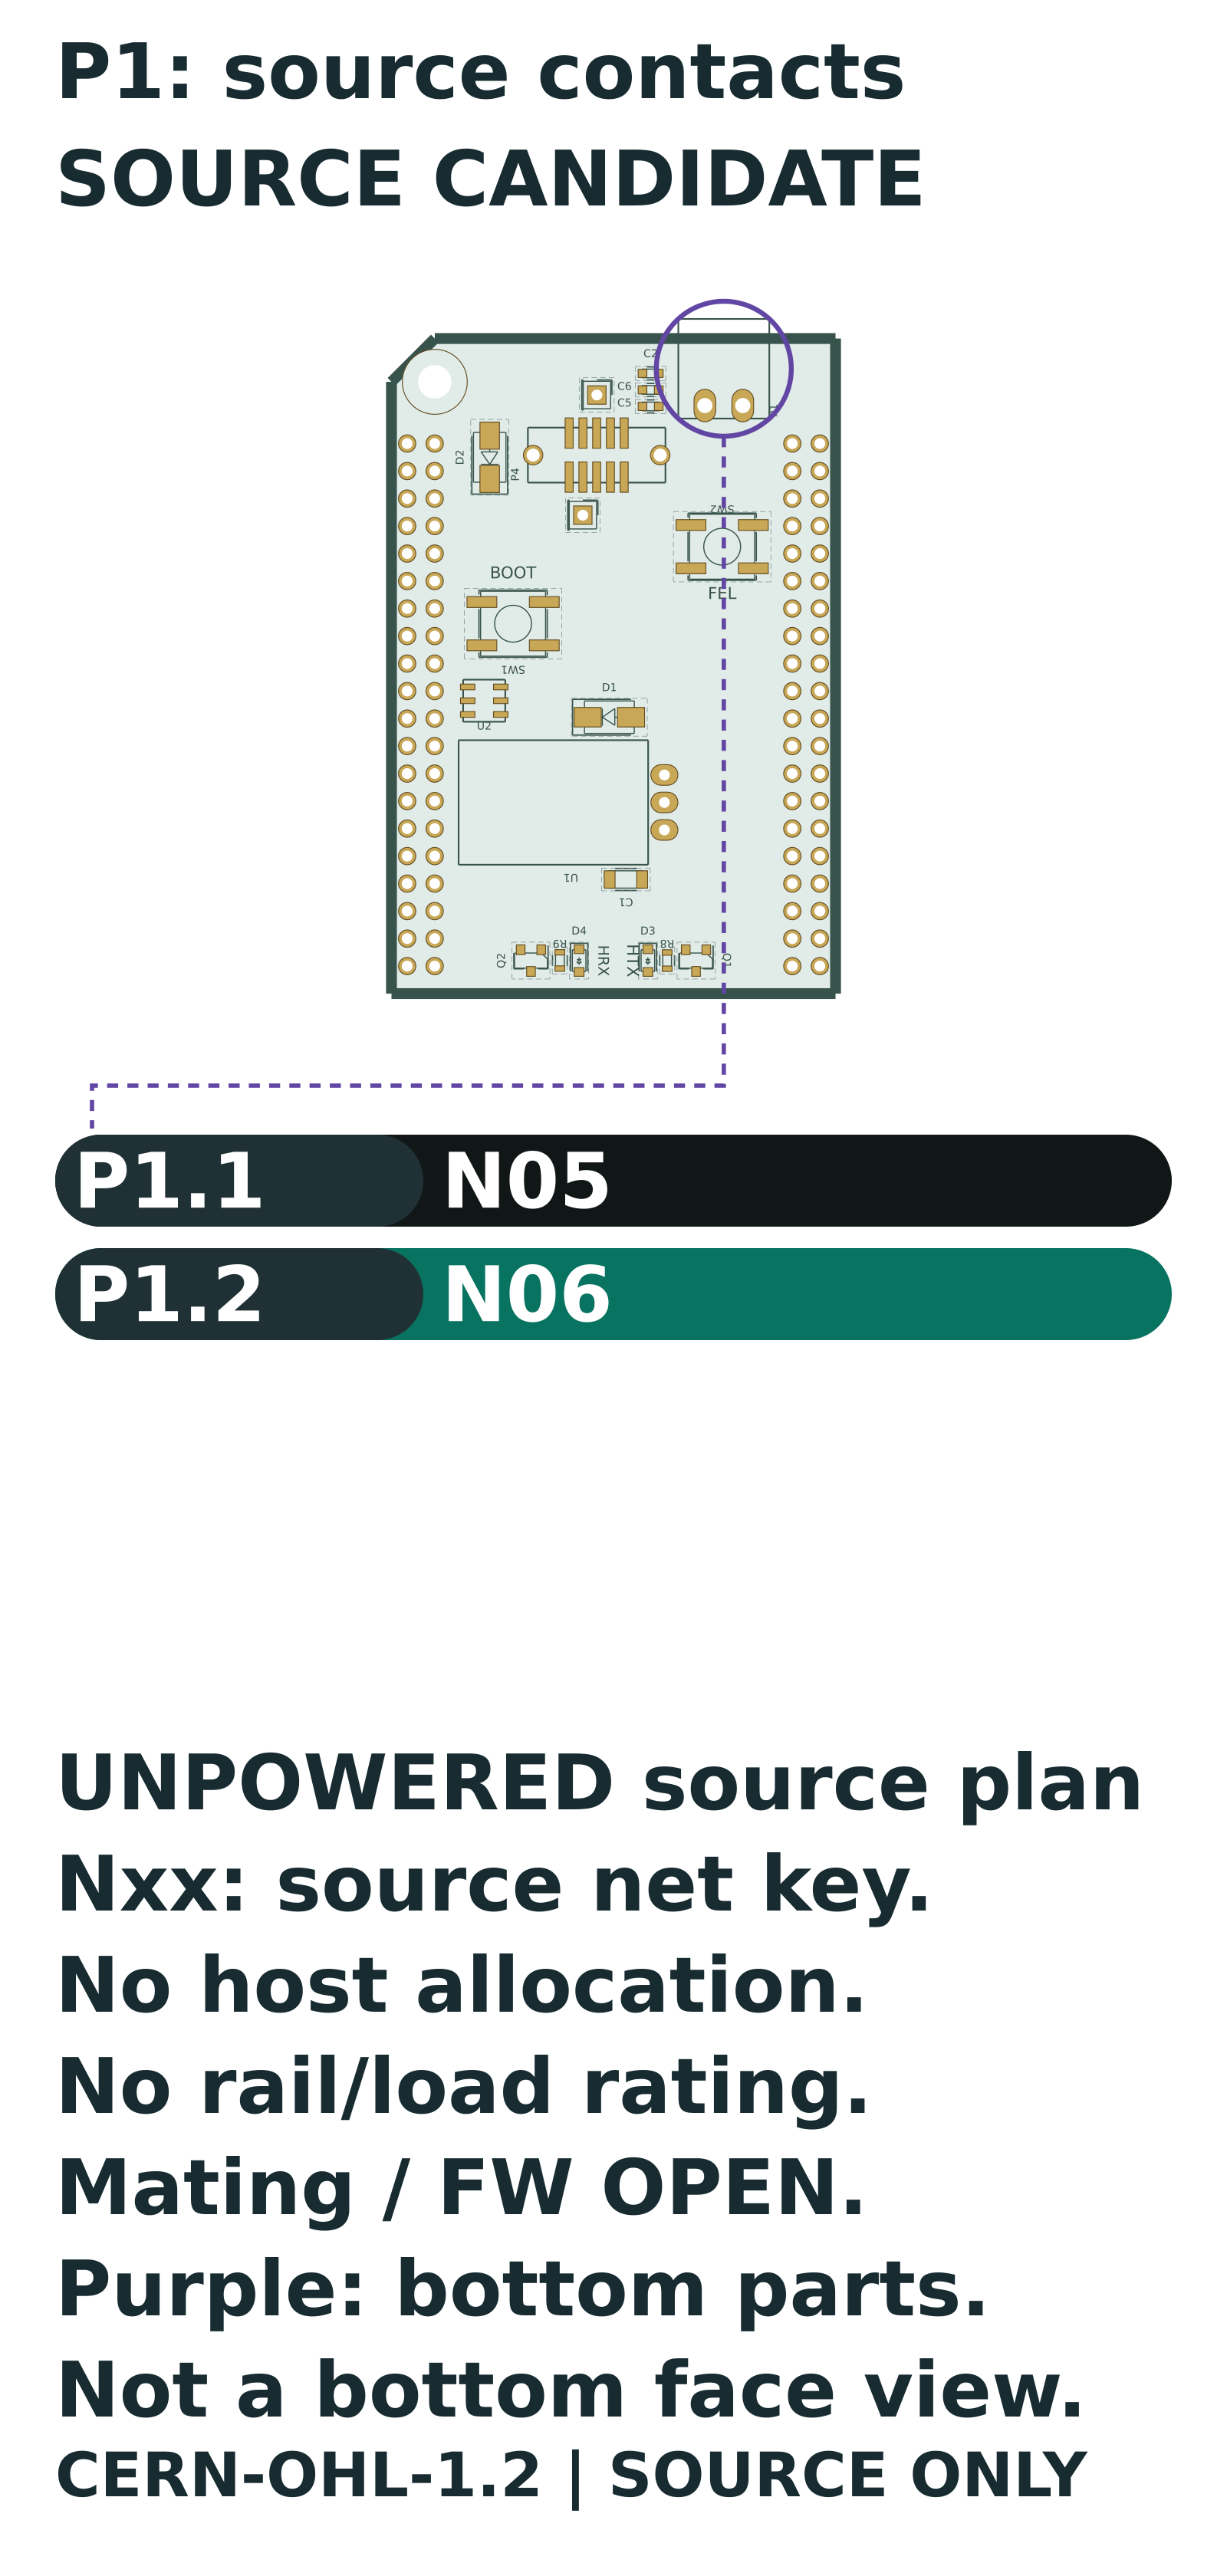 P1: source contacts
SOURCE CANDIDATE
C2
C6
C5
D2
P4
SW2
FEL
BOOT
SW1
U2
D1
U1
C1
D4
D3
Q2
R9
HRX
HTX
R8
Q1
P1.1 N05
P1.2 N06
UNPOWERED source plan
Nxx: source net key.
No host allocation.
No rail/load rating.
Mating / FW OPEN.
Purple: bottom parts.
Not a bottom face view.
CERN-OHL-1.2 | SOURCE ONLY